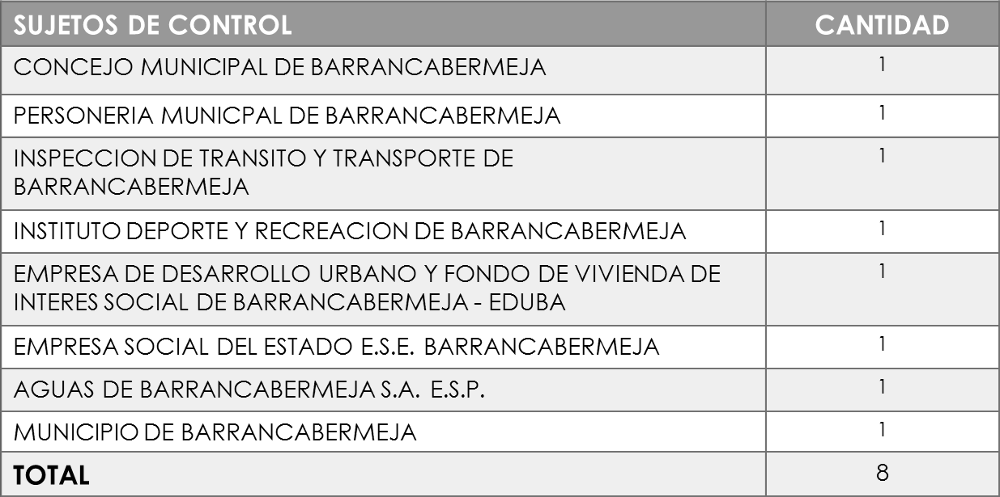 SUJETOS DE CONTROL CANTIDAD
CONCEJO MUNICIPAL DE BARRANCABERMEJA 1
PERSONERIA MUNICPAL DE BARRANCABERMEJA 1
INSPECCION DE TRANSITO Y TRANSPORTE DE 1
BARRANCABERMEJA
INSTITUTO DEPORTE Y RECREACION DE BARRANCABERMEJA 1
EMPRESA DE DESARROLLO URBANO Y FONDO DE VIVIENDA DE 1
INTERES SOCIAL DE BARRANCABERMEJA - EDUBA
EMPRESA SOCIAL DEL ESTADO E.S.E. BARRANCABERMEJA 1
AGUAS DE BARRANCABERMEJA S.A. E.S.P. 1
MUNICIPIO DE BARRANCABERMEJA 1
TOTAL 8